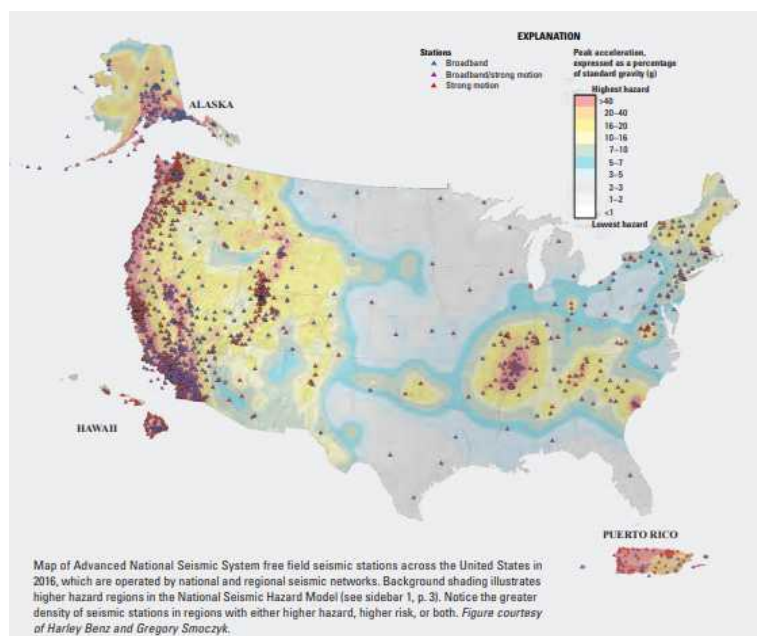 EXPLANATION
Stations
Broadband
Broadband/strong motion
Strong motion
Peak acceleration,
expressed as a percentage
of standard gravity (g)
Highest hazard
>40
20–40
16–20
10–16
7–10
5–7
3–5
2–3
1–2
<1
Lowest hazard
ALASKA
HAWAII
PUERTO RICO
Map of Advanced National Seismic System free field seismic stations across the United States in
2016, which are operated by national and regional seismic networks. Background shading illustrates
higher hazard regions in the National Seismic Hazard Model (see sidebar 1, p. 3). Notice the greater
density of seismic stations in regions with either higher hazard, higher risk, or both. Figure courtesy
of Harley Benz and Gregory Smoczyk.